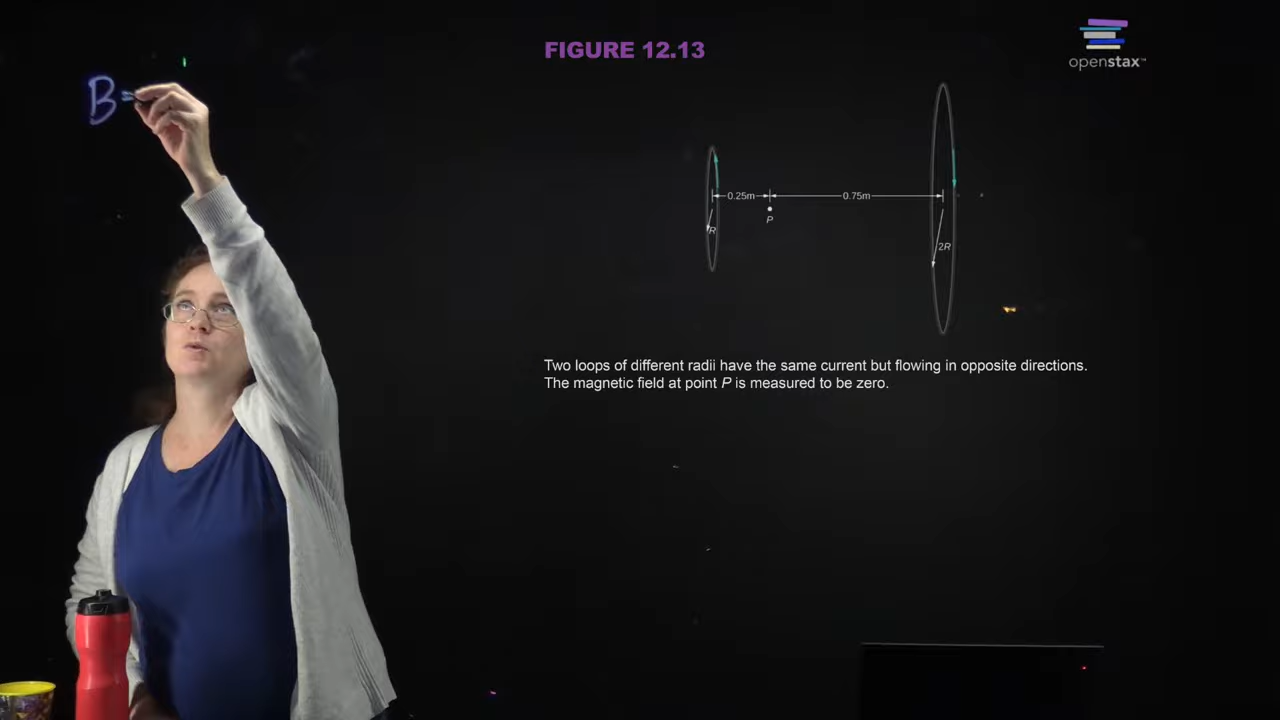 FIGURE 12.13
openstax™
B=
0.25m
0.75m
P
R
2R
Two loops of different radii have the same current but flowing in opposite directions.
The magnetic field at point P is measured to be zero.